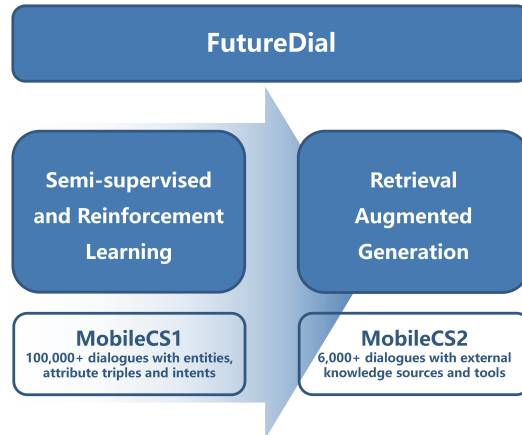 FutureDial
Semi-supervised
and Reinforcement
Learning
Retrieval
Augmented
Generation
MobileCS1
100,000+ dialogues with entities,
attribute triples and intents
MobileCS2
6,000+ dialogues with external
knowledge sources and tools